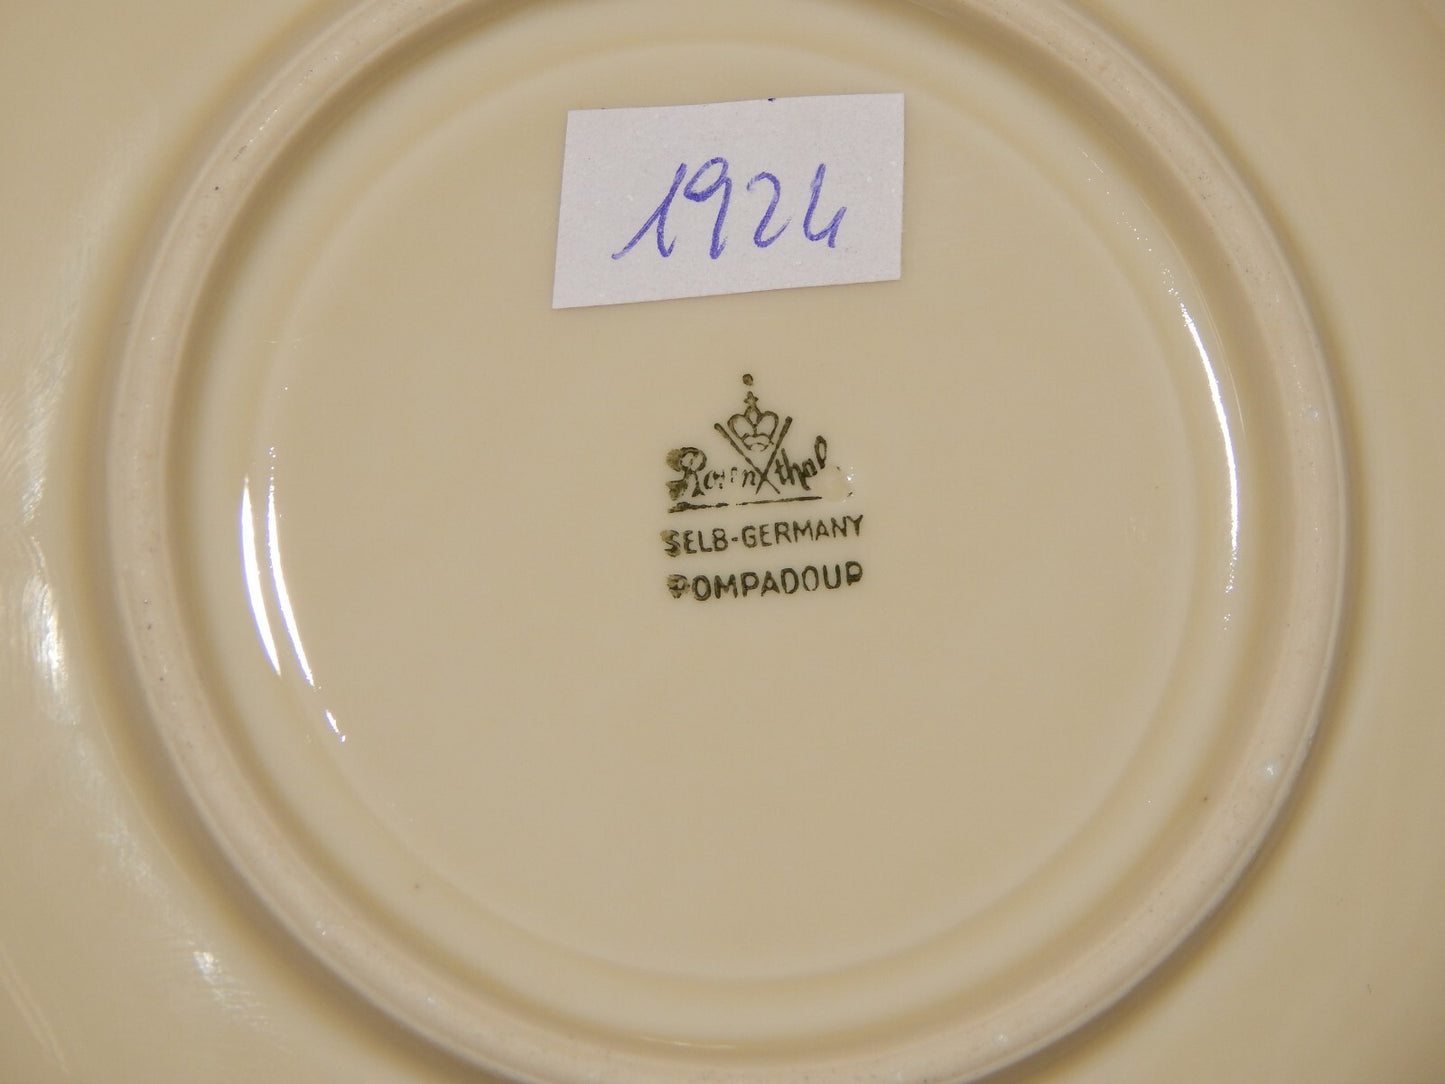 1924
Rosenthal
SELB-GERMANY
POMPADOUR